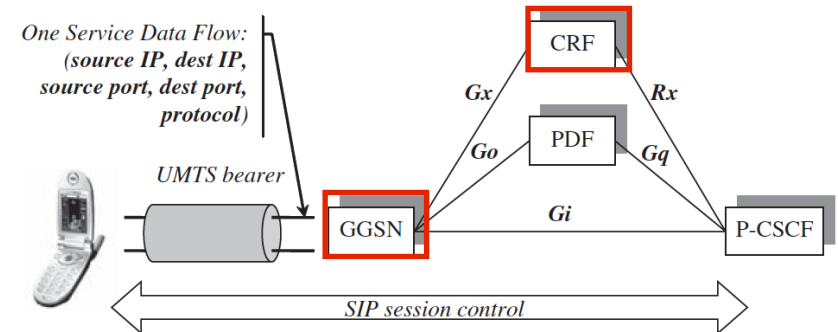 One Service Data Flow:
(source IP, dest IP,
source port, dest port,
protocol)
CRF
Gx
Rx
PDF
Go
Gq
UMTS bearer
GGSN
Gi
P-CSCF
SIP session control